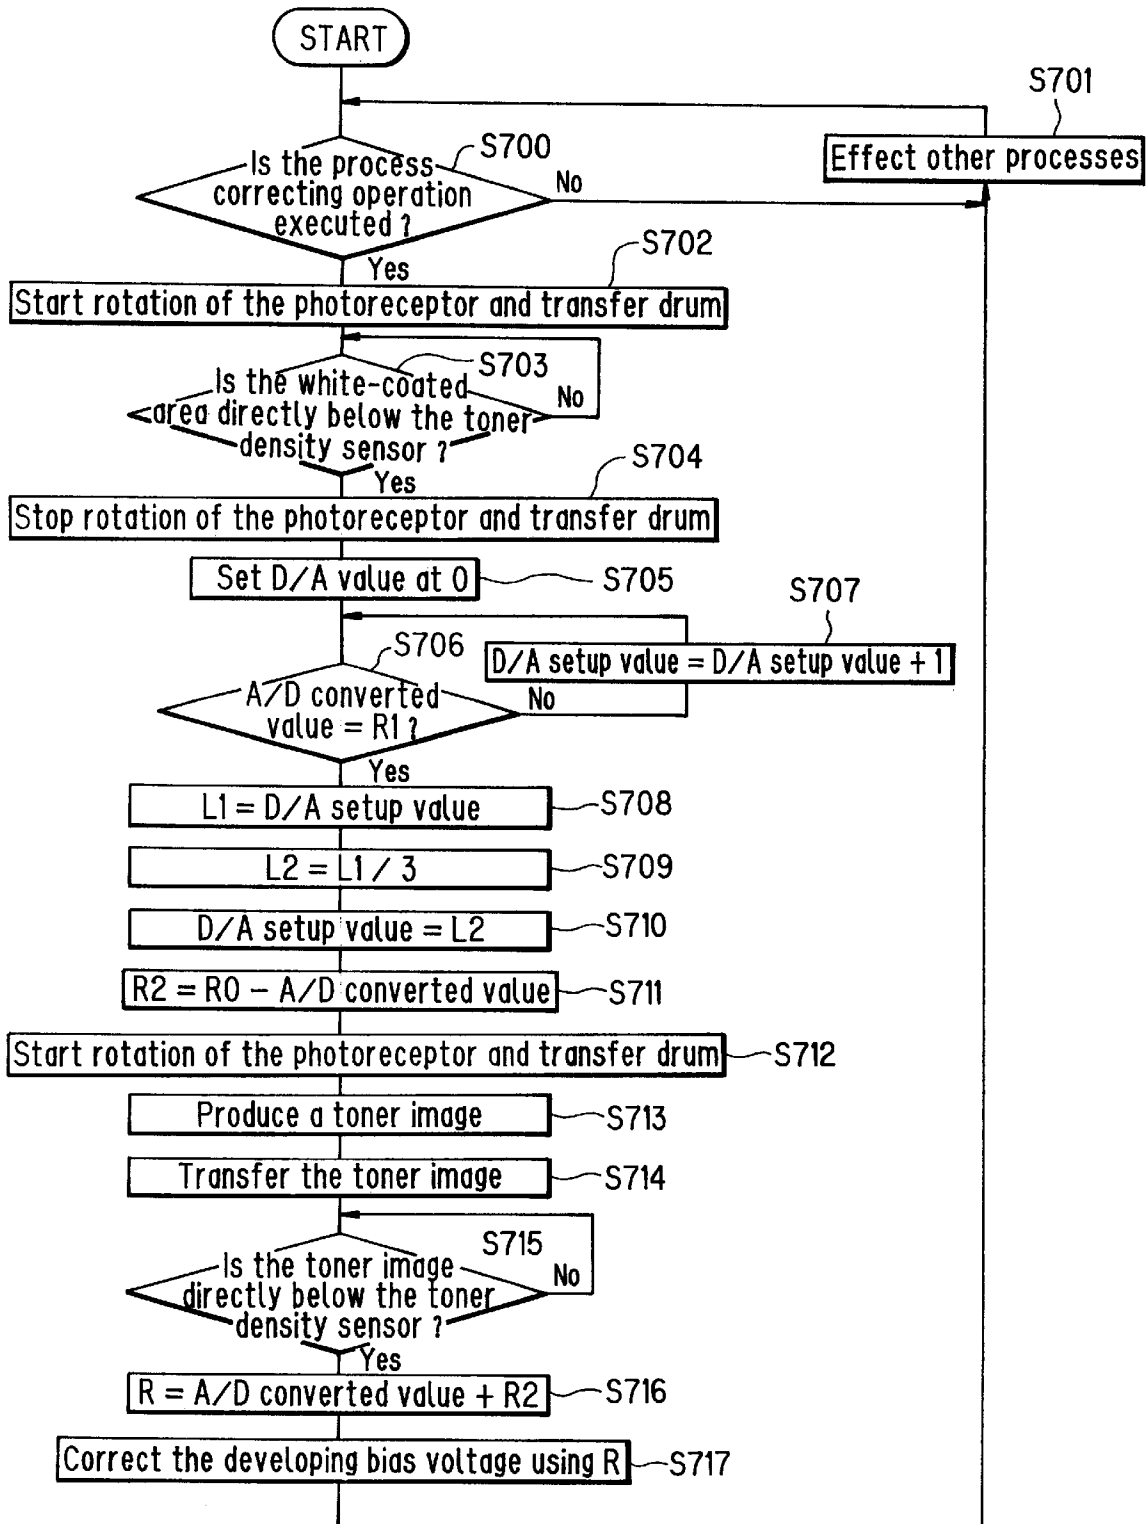 START
S701
Effect other processes
S700
Is the process
correcting operation
executed ?
No
Yes
S702
Start rotation of the photoreceptor and transfer drum
S703
Is the white-coated
area directly below the toner
density sensor ?
No
Yes
S704
Stop rotation of the photoreceptor and transfer drum
Set D/A value at 0
S705
S707
D/A setup value = D/A setup value + 1
S706
A/D converted
value = R1 ?
No
Yes
L1 = D/A setup value
S708
L2 = L1 / 3
S709
D/A setup value = L2
S710
R2 = R0 − A/D converted value
S711
Start rotation of the photoreceptor and transfer drum
S712
Produce a toner image
S713
Transfer the toner image
S714
S715
Is the toner image
directly below the toner
density sensor ?
No
Yes
R = A/D converted value + R2
S716
Correct the developing bias voltage using R
S717